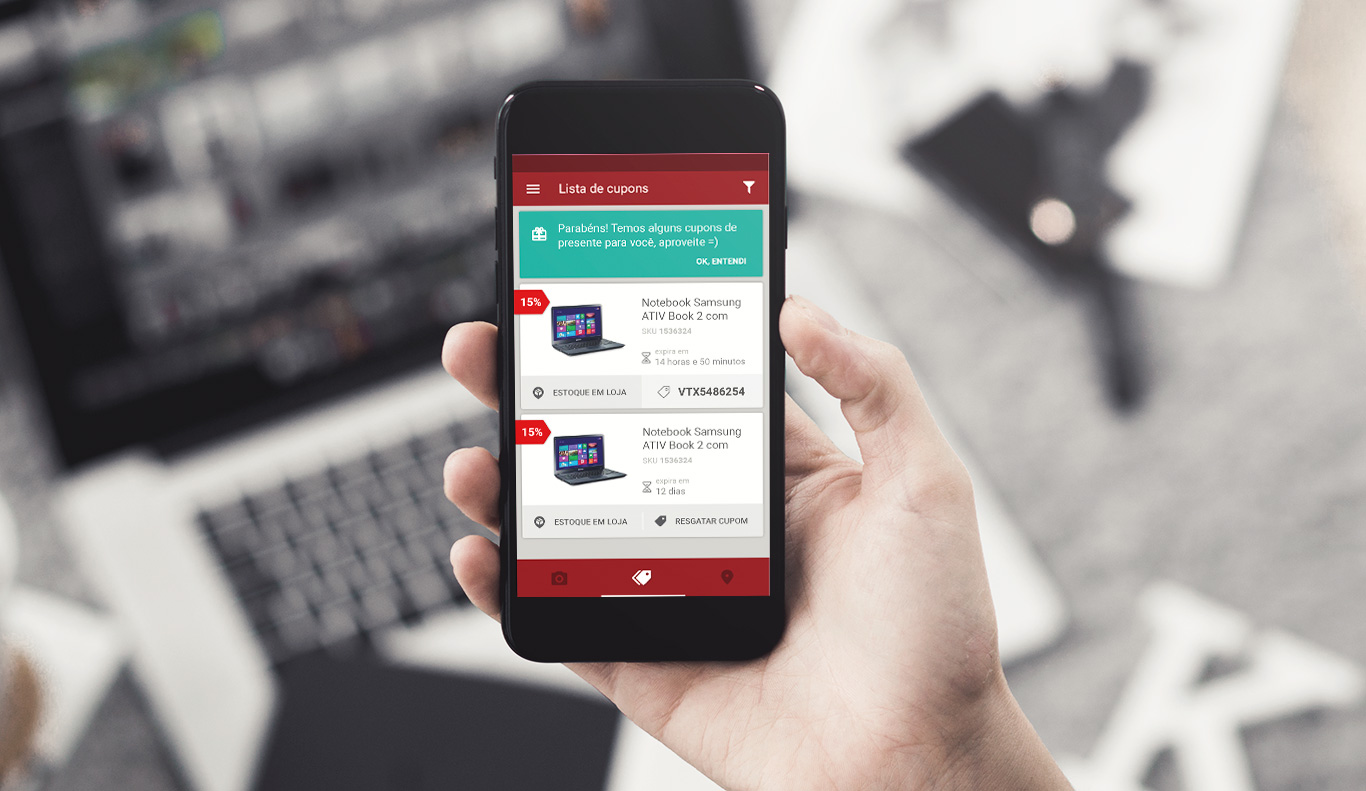 Lista de cupons
Parabéns! Temos alguns cupons de
presente para você, aproveite =)
OK, ENTENDI
15%
Notebook Samsung
ATIV Book 2 com
SKU 1536324
expira em
14 horas e 50 minutos
ESTOQUE EM LOJA
VTX5486254
15%
Notebook Samsung
ATIV Book 2 com
SKU 1536324
expira em
12 dias
ESTOQUE EM LOJA
RESGATAR CUPOM